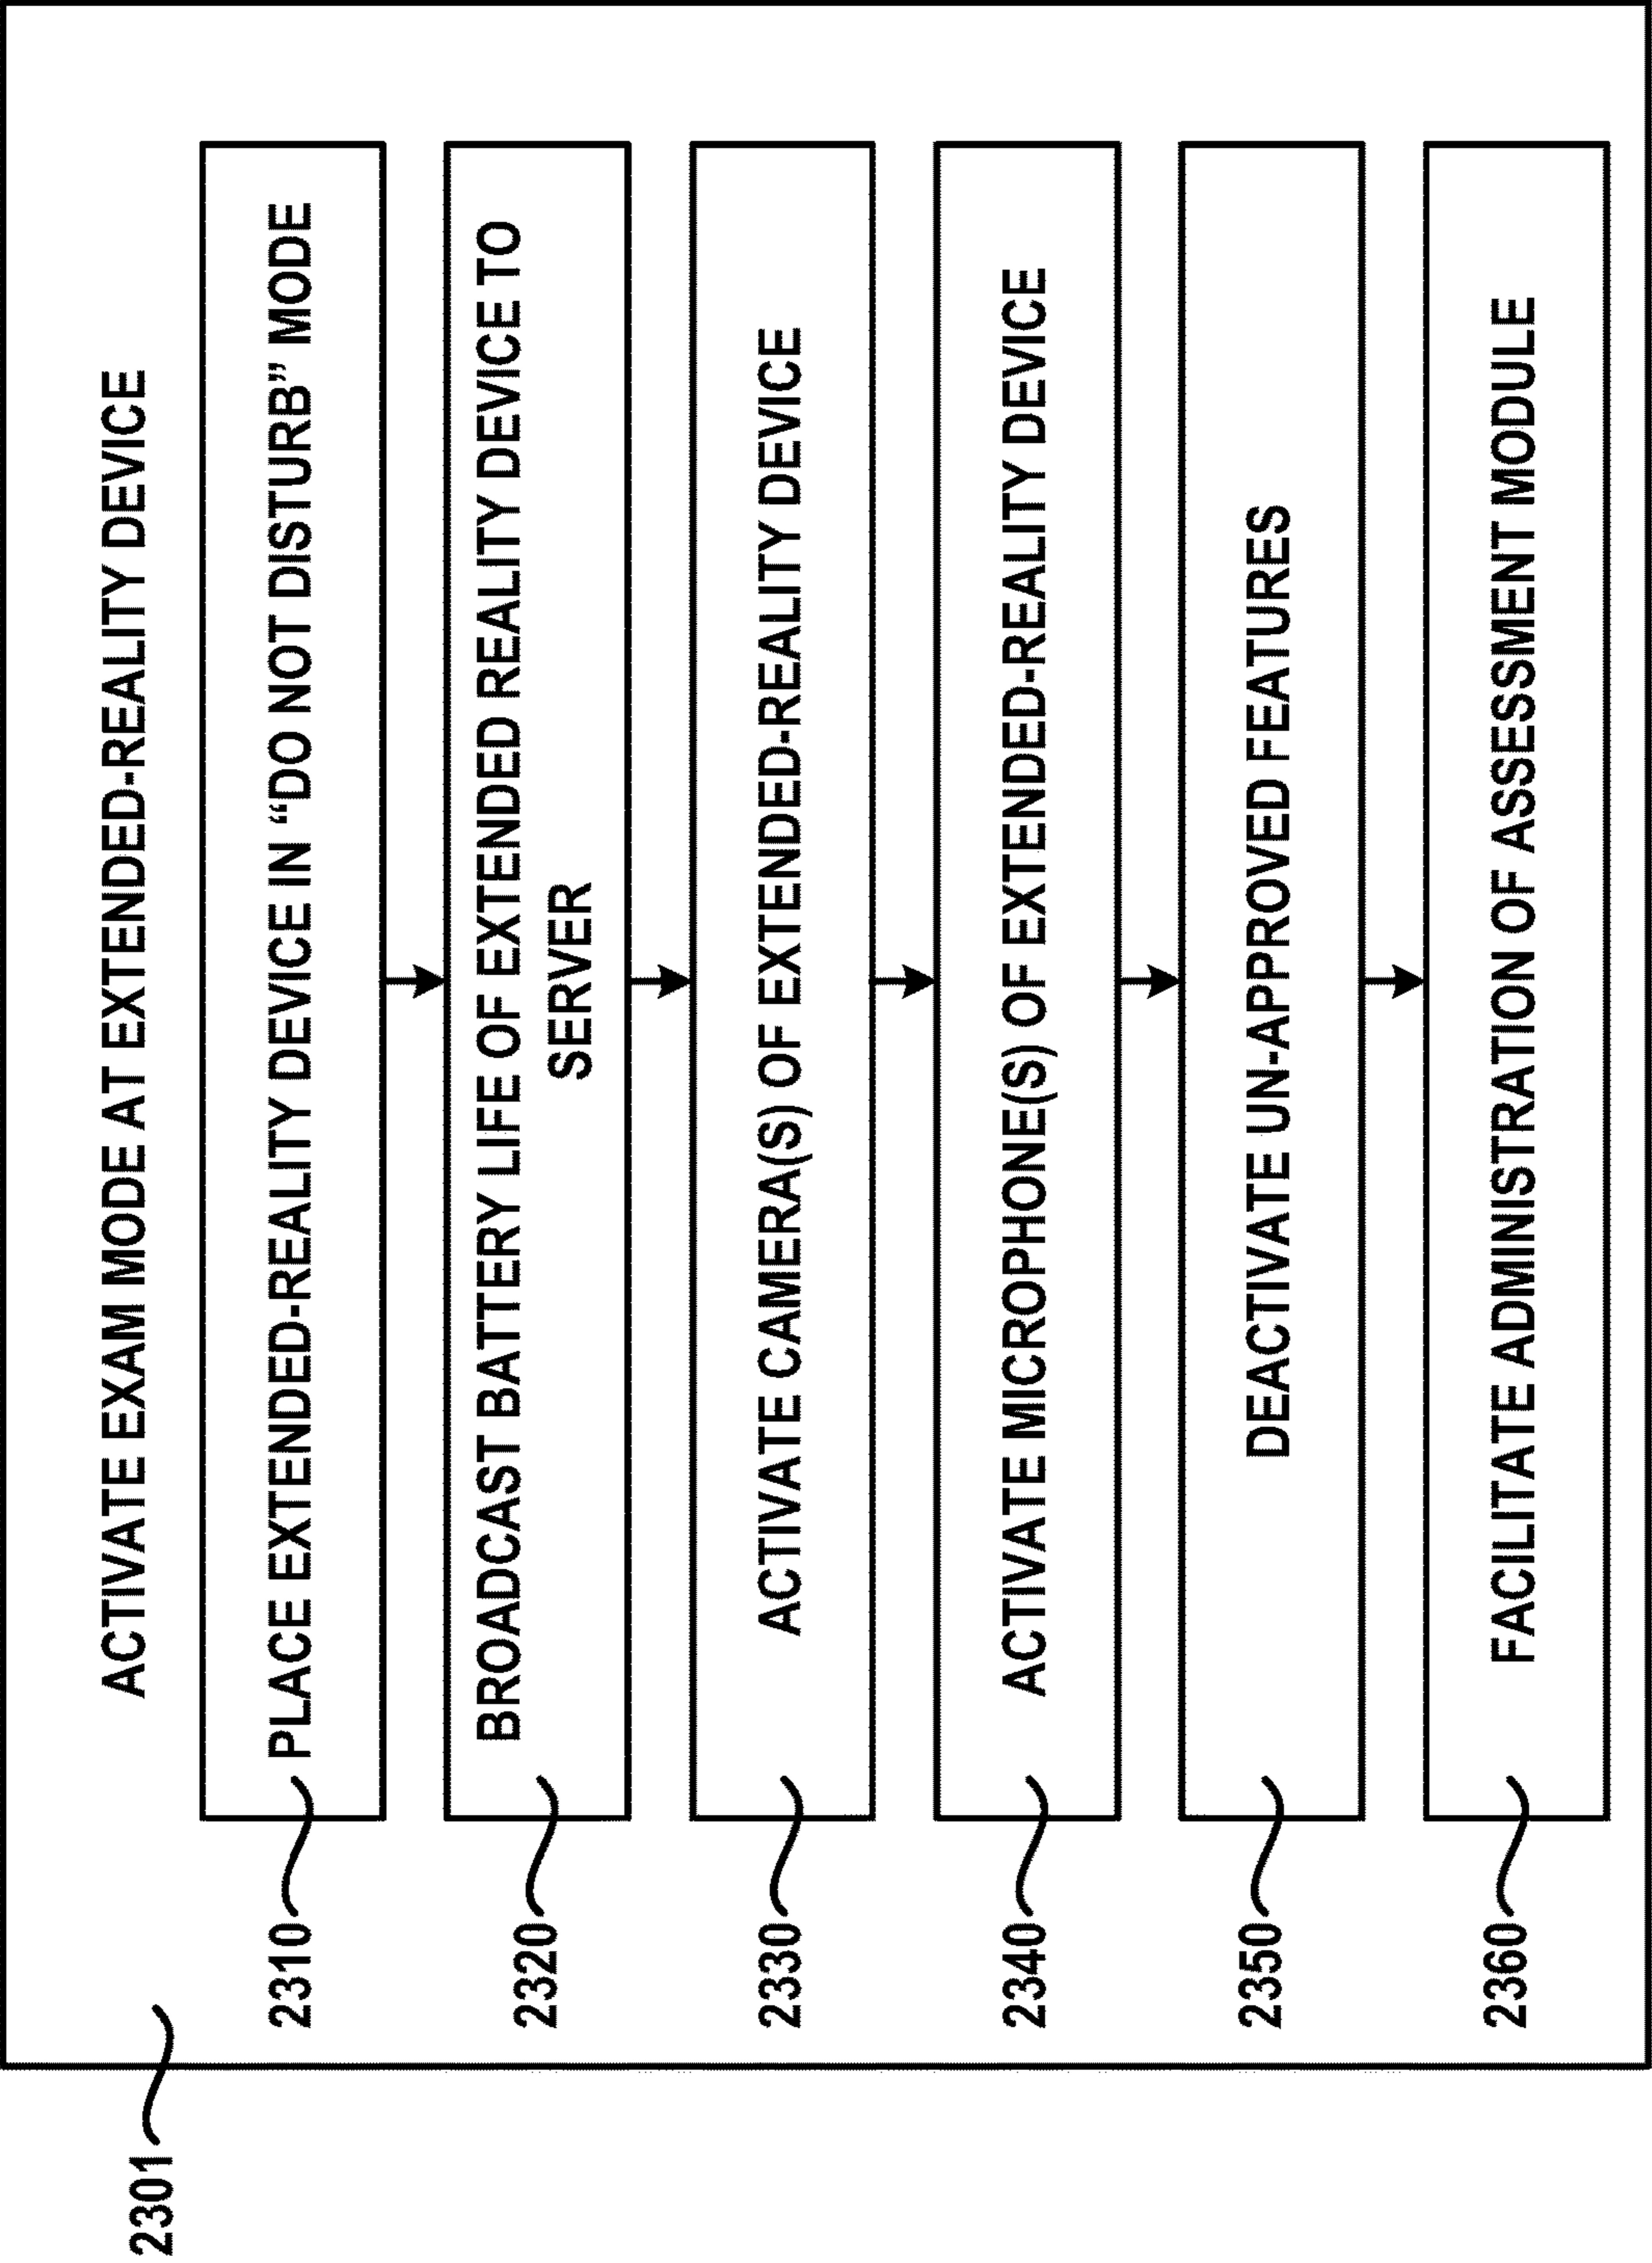 2301
ACTIVATE EXAM MODE AT EXTENDED-REALITY DEVICE
2310
PLACE EXTENDED-REALITY DEVICE IN “DO NOT DISTURB” MODE
2320
BROADCAST BATTERY LIFE OF EXTENDED REALITY DEVICE TO
SERVER
2330
ACTIVATE CAMERA(S) OF EXTENDED-REALITY DEVICE
2340
ACTIVATE MICROPHONE(S) OF EXTENDED-REALITY DEVICE
2350
DEACTIVATE UN-APPROVED FEATURES
2360
FACILITATE ADMINISTRATION OF ASSESSMENT MODULE